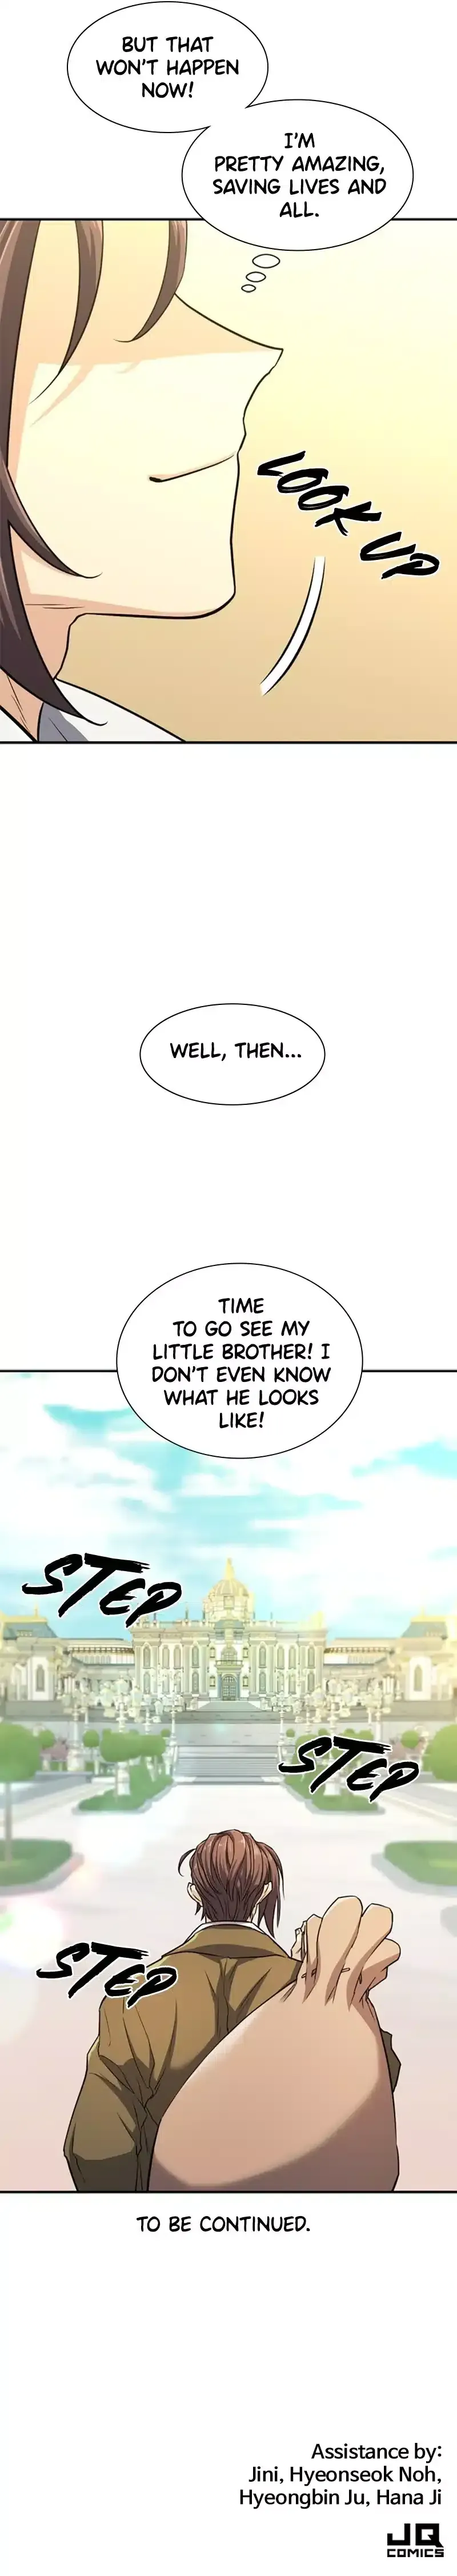 BUT THAT
WON'T HAPPEN
NOW!
I'M
PRETTY AMAZING,
SAVING LIVES AND
ALL.
LOOK UP
WELL, THEN...
TIME
TO GO SEE MY
LITTLE BROTHER! I
DON'T EVEN KNOW
WHAT HE LOOKS
LIKE!
STEP
STEP
STEP
TO BE CONTINUED.
Assistance by:
Jini, Hyeonseok Noh,
Hyeongbin Ju, Hana Ji
JQ
COMICS